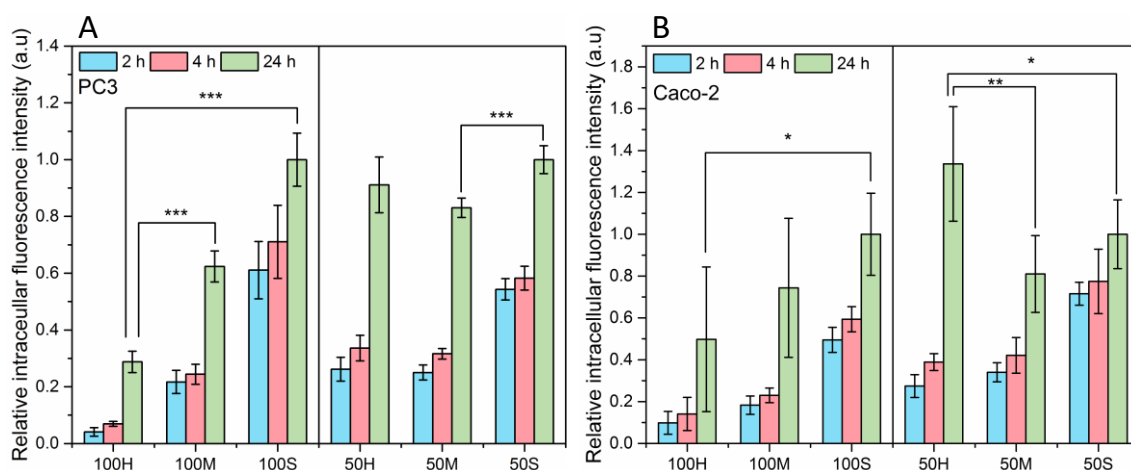 A
Relative intraceullar fluorescence intensity (a.u)
1.4
1.2
1.0
0.8
0.6
0.4
0.2
0.0
2 h 4 h 24 h
PC3
***
***
***
100H 100M 100S 50H 50M 50S
B
Relative intracellular fluorescence intensity (a.u)
1.8
1.6
1.4
1.2
1.0
0.8
0.6
0.4
0.2
0.0
2 h 4 h 24 h
Caco-2
*
**
*
100H 100M 100S 50H 50M 50S